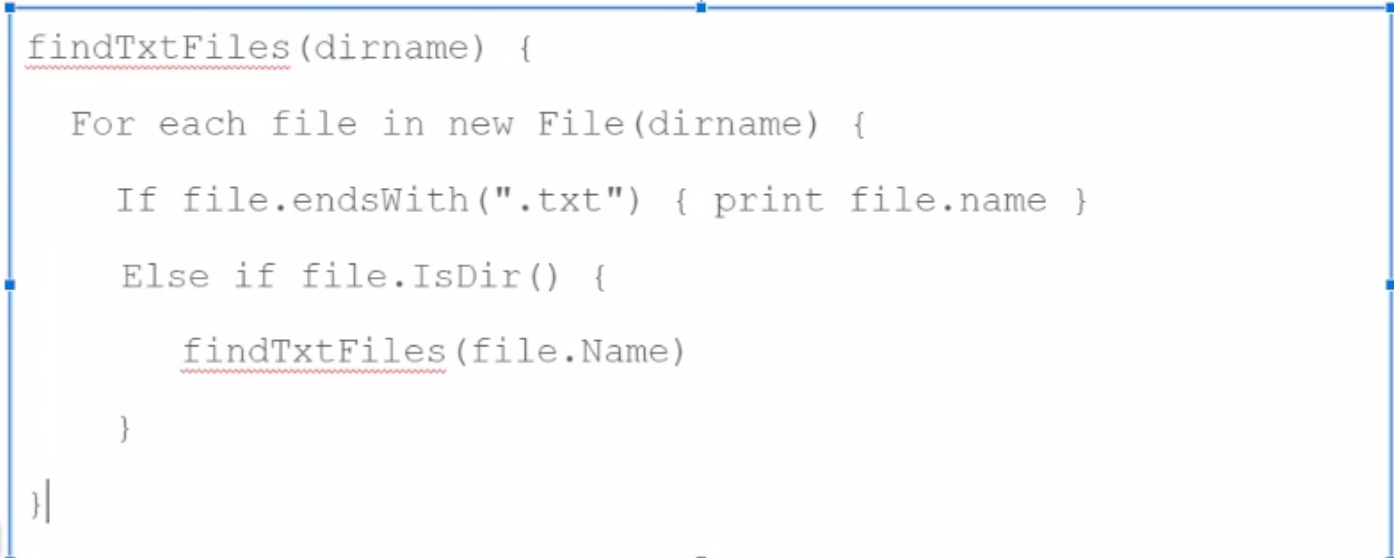 findTxtFiles(dirname) {
For each file in new File(dirname) {
If file.endsWith(".txt") { print file.name }
Else if file.IsDir() {
findTxtFiles(file.Name)
}
}